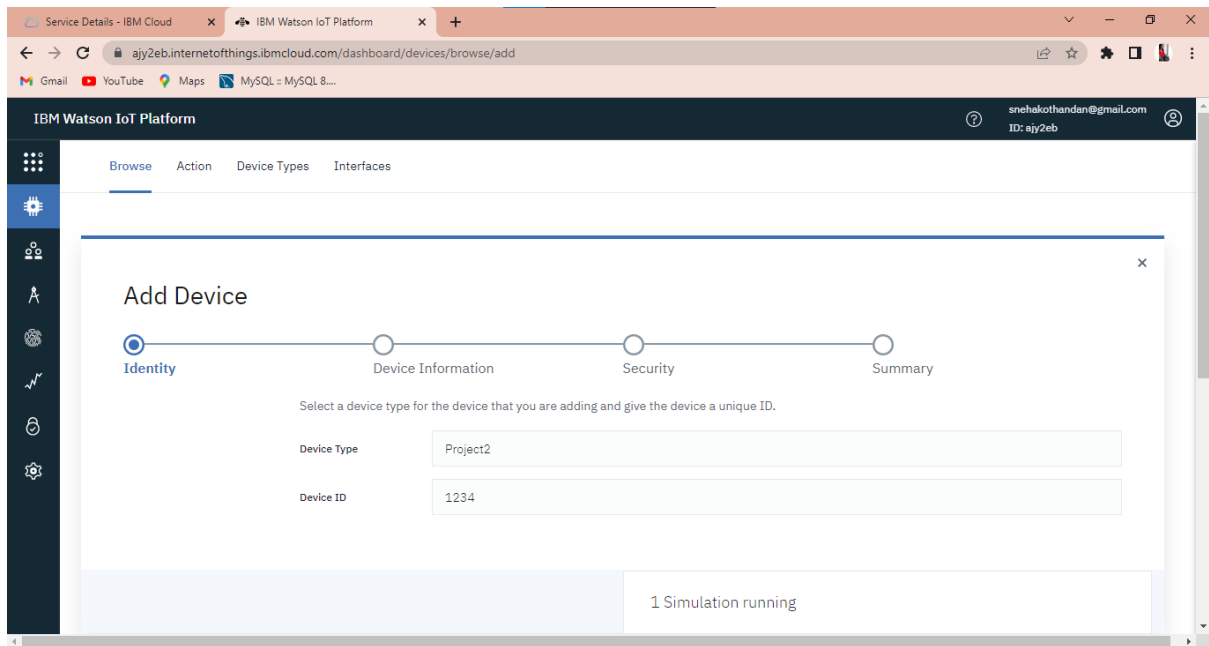 Service Details - IBM Cloud
IBM Watson IoT Platform
ajy2eb.internetofthings.ibmcloud.com/dashboard/devices/browse/add
Gmail YouTube Maps MySQL :: MySQL 8....
IBM Watson IoT Platform
snehakothandan@gmail.com
ID: ajy2eb
Browse Action Device Types Interfaces
Add Device
Identity Device Information Security Summary
Select a device type for the device that you are adding and give the device a unique ID.
Device Type Project2
Device ID 1234
1 Simulation running